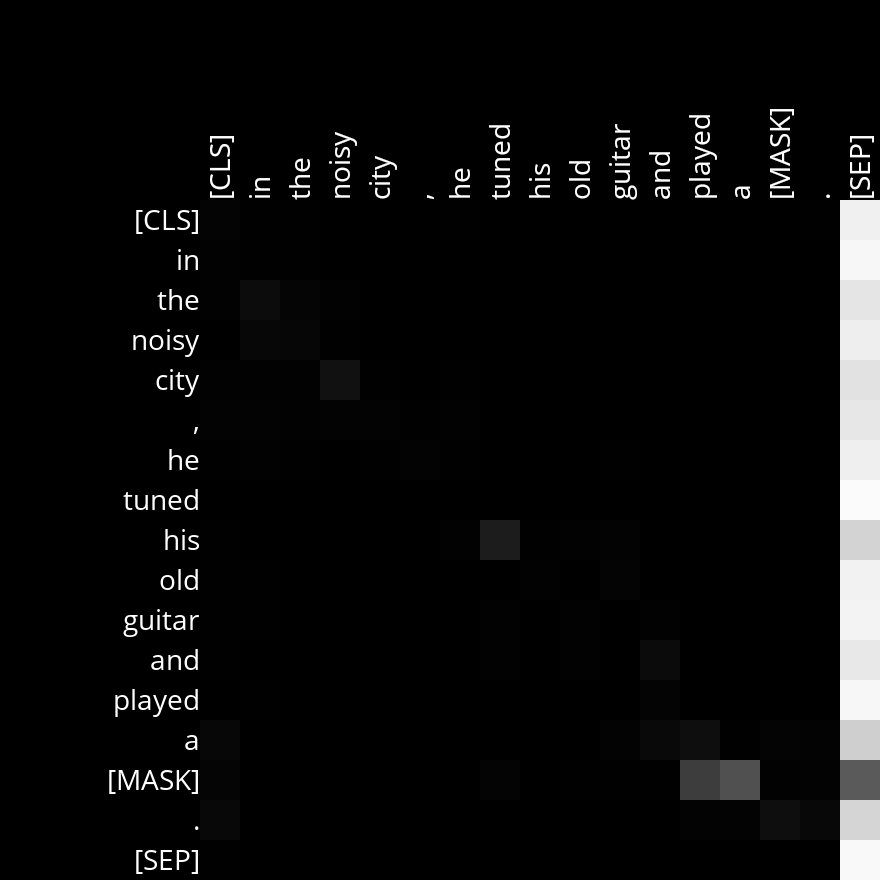 [CLS] in the noisy city , he tuned his old guitar and played a [MASK] . [SEP]
[CLS]
in
the
noisy
city
,
he
tuned
his
old
guitar
and
played
a
[MASK]
.
[SEP]